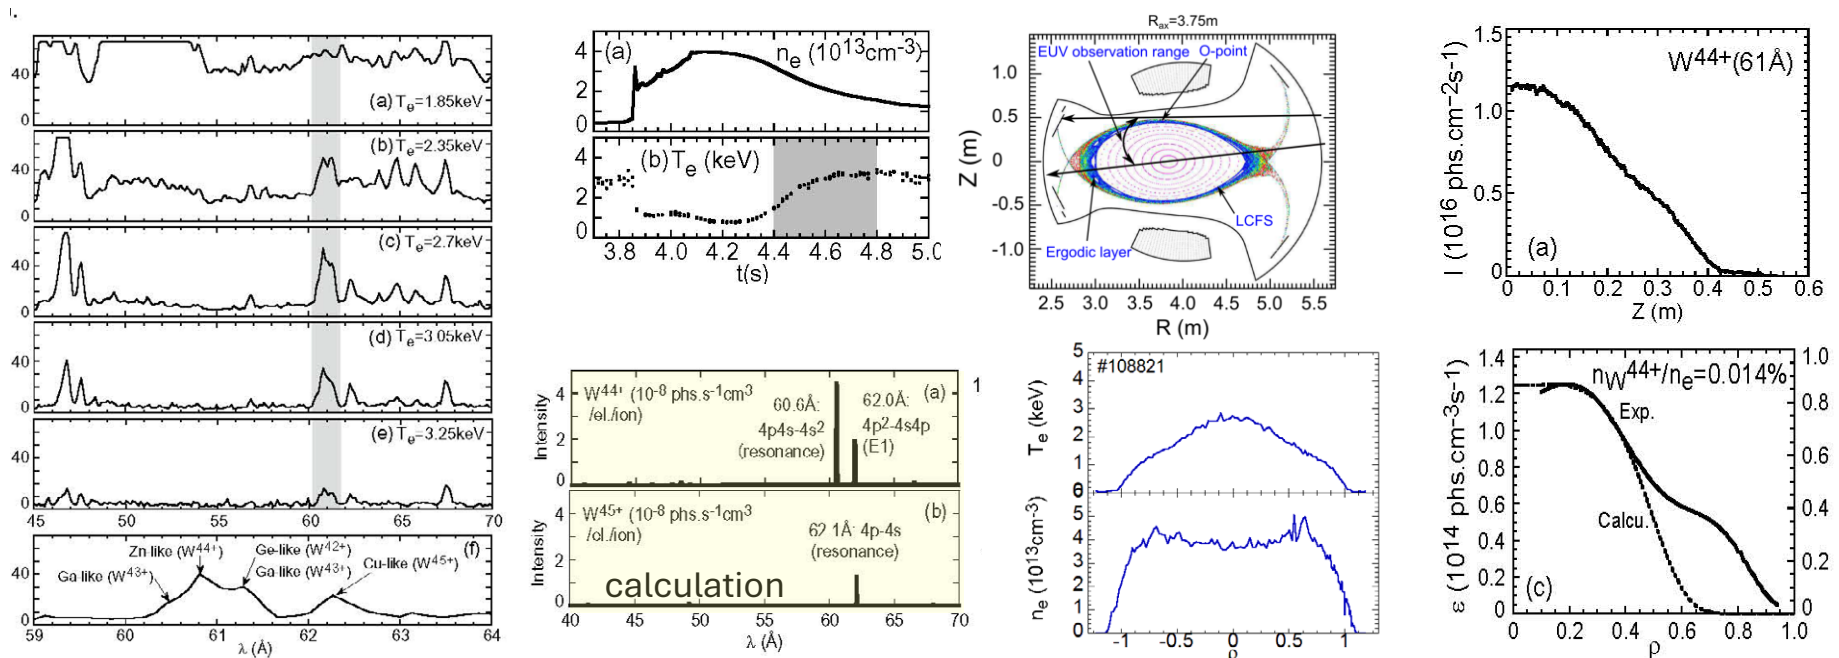 40
0
(a) Te=1.85keV
40
0
(b) Te=2.35keV
40
0
(c) Te=2.7keV
40
0
(d) Te=3.05keV
40
0
(e) Te=3.25keV
45 50 55 60 65 70
(f)
Zn-like (W44+)
Ge-like (W42+)
Ga-like (W43+)
Ga-like (W43+)
Cu-like (W45+)
40
0
59 60 61 62 63 64
λ (Å)
(a) ne (1013cm-3)
4
2
0
(b) Te (keV)
4
2
0
3.8 4.0 4.2 4.4 4.6 4.8 5.0
t(s)
W44+ (10-8 phs.s-1cm3
/el./ion)
(a)
60.6Å:
4p4s-4s2
(resonance)
62.0Å:
4p2-4s4p
(E1)
Intensity
4
2
0
W45+ (10-8 phs.s-1cm3
/el./ion)
(b)
62.1Å: 4p-4s
(resonance)
calculation
Intensity
4
2
0
40 45 50 55 60 65 70
λ (Å)
1
Rax=3.75m
EUV observation range
O-point
LCFS
Ergodic layer
Z (m)
1.0
0.5
0
-0.5
-1.0
2.5 3.0 3.5 4.0 4.5 5.0 5.5
R (m)
#108821
Te (keV)
5
4
3
2
1
0
ne (1013cm-3)
5
4
3
2
1
0
-1 -0.5 0 0.5 1
ρ
W44+(61Å)
(a)
I (1016 phs.cm-2s-1)
1.5
1.0
0.5
0
0 0.1 0.2 0.3 0.4 0.5 0.6
Z (m)
nW44+/ne=0.014%
Exp.
Calcu.
(c)
ε (1014 phs.cm-3s-1)
1.4
1.2
1.0
0.8
0.6
0.4
0.2
0
1.0
0.8
0.6
0.4
0.2
0
0 0.2 0.4 0.6 0.8 1.0
ρ